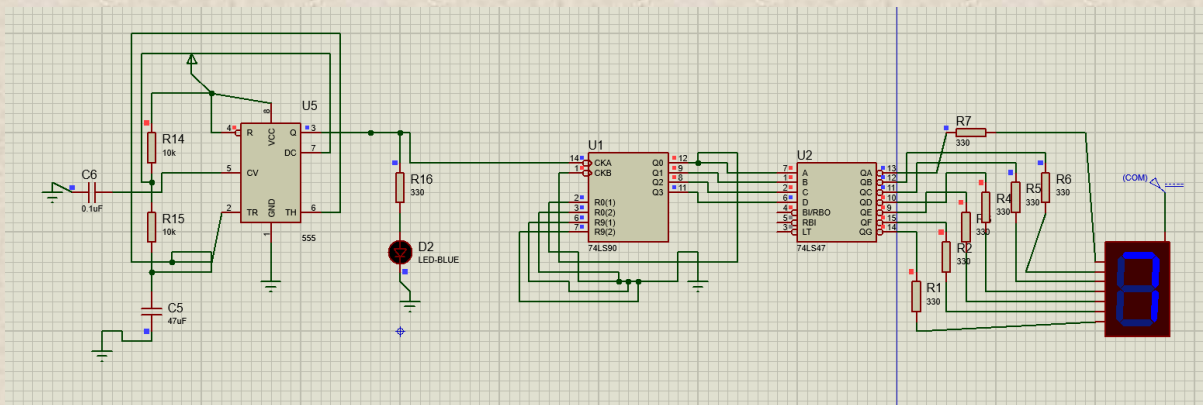 U5
R14
10k
4
R
VCC
8
Q
3
DC
7
C6
0.1uF
5
CV
R15
10k
2
TR
GND
1
TH
6
555
C5
47uF
R16
330
D2
LED-BLUE
U1
14
CKA
1
CKB
Q0
12
Q1
9
Q2
8
Q3
11
2
R0(1)
3
R0(2)
6
R9(1)
7
R9(2)
74LS90
U2
7
A
1
B
2
C
6
D
4
BI/RBO
5
RBI
3
LT
QA
13
QB
12
QC
11
QD
10
QE
9
QF
15
QG
14
74LS47
R7
330
R6
330
R5
330
R4
330
330
R2
330
R1
330
(COM)